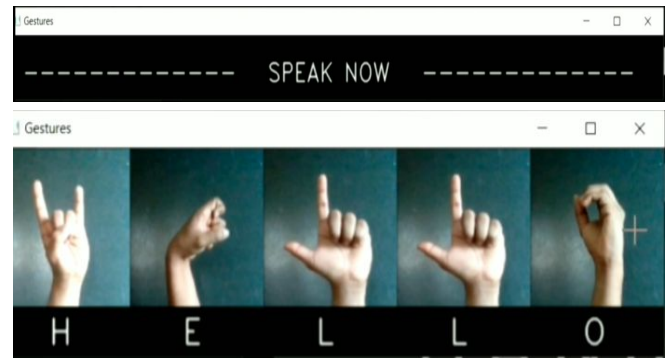 Gestures
------------- SPEAK NOW -------------
Gestures
H E L L O